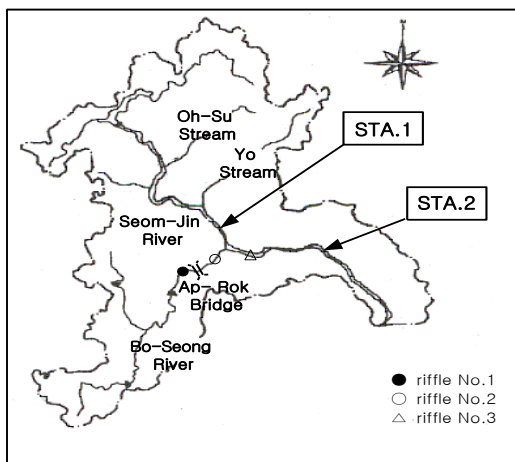 N
Oh-Su
Stream
STA.1
Yo
Stream
STA.2
Seom-Jin
River
Ap-Rok
Bridge
Bo-Seong
River
riffle No.1
riffle No.2
riffle No.3